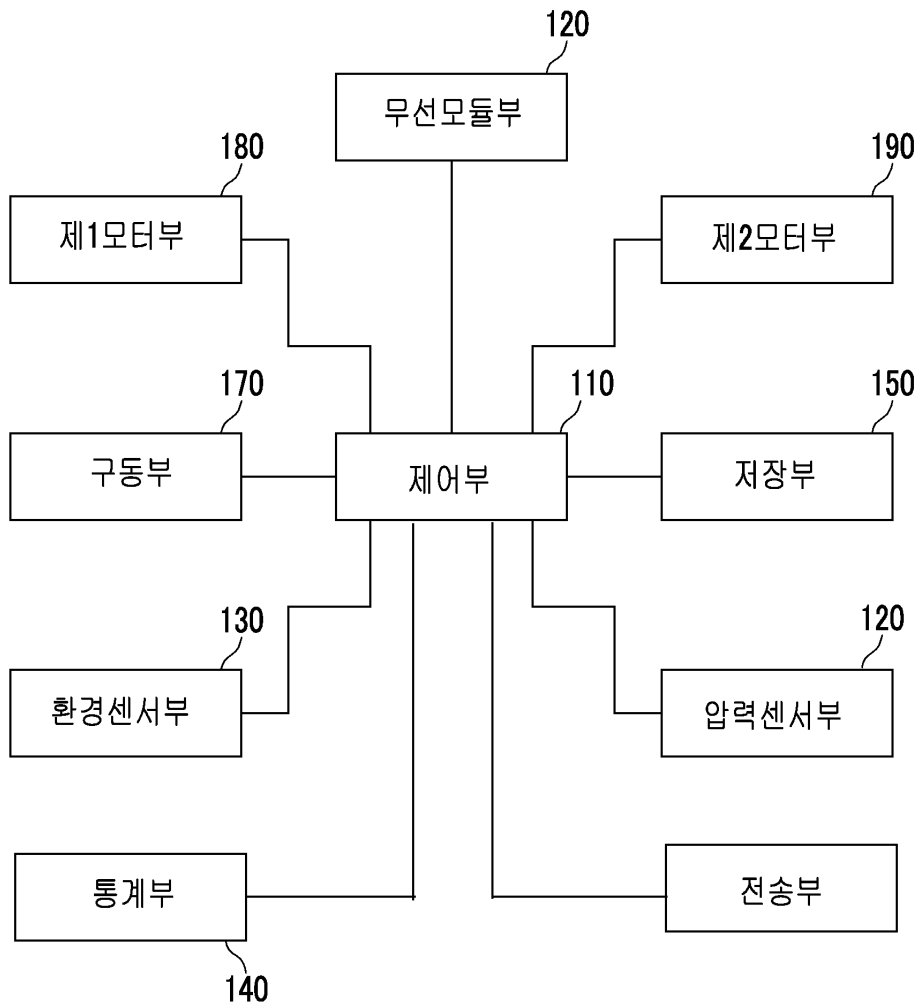 120
무선모듈부
180
190
제1모터부
제2모터부
170
110
150
구동부
제어부
저장부
130
120
환경센서부
압력센서부
통계부
전송부
140